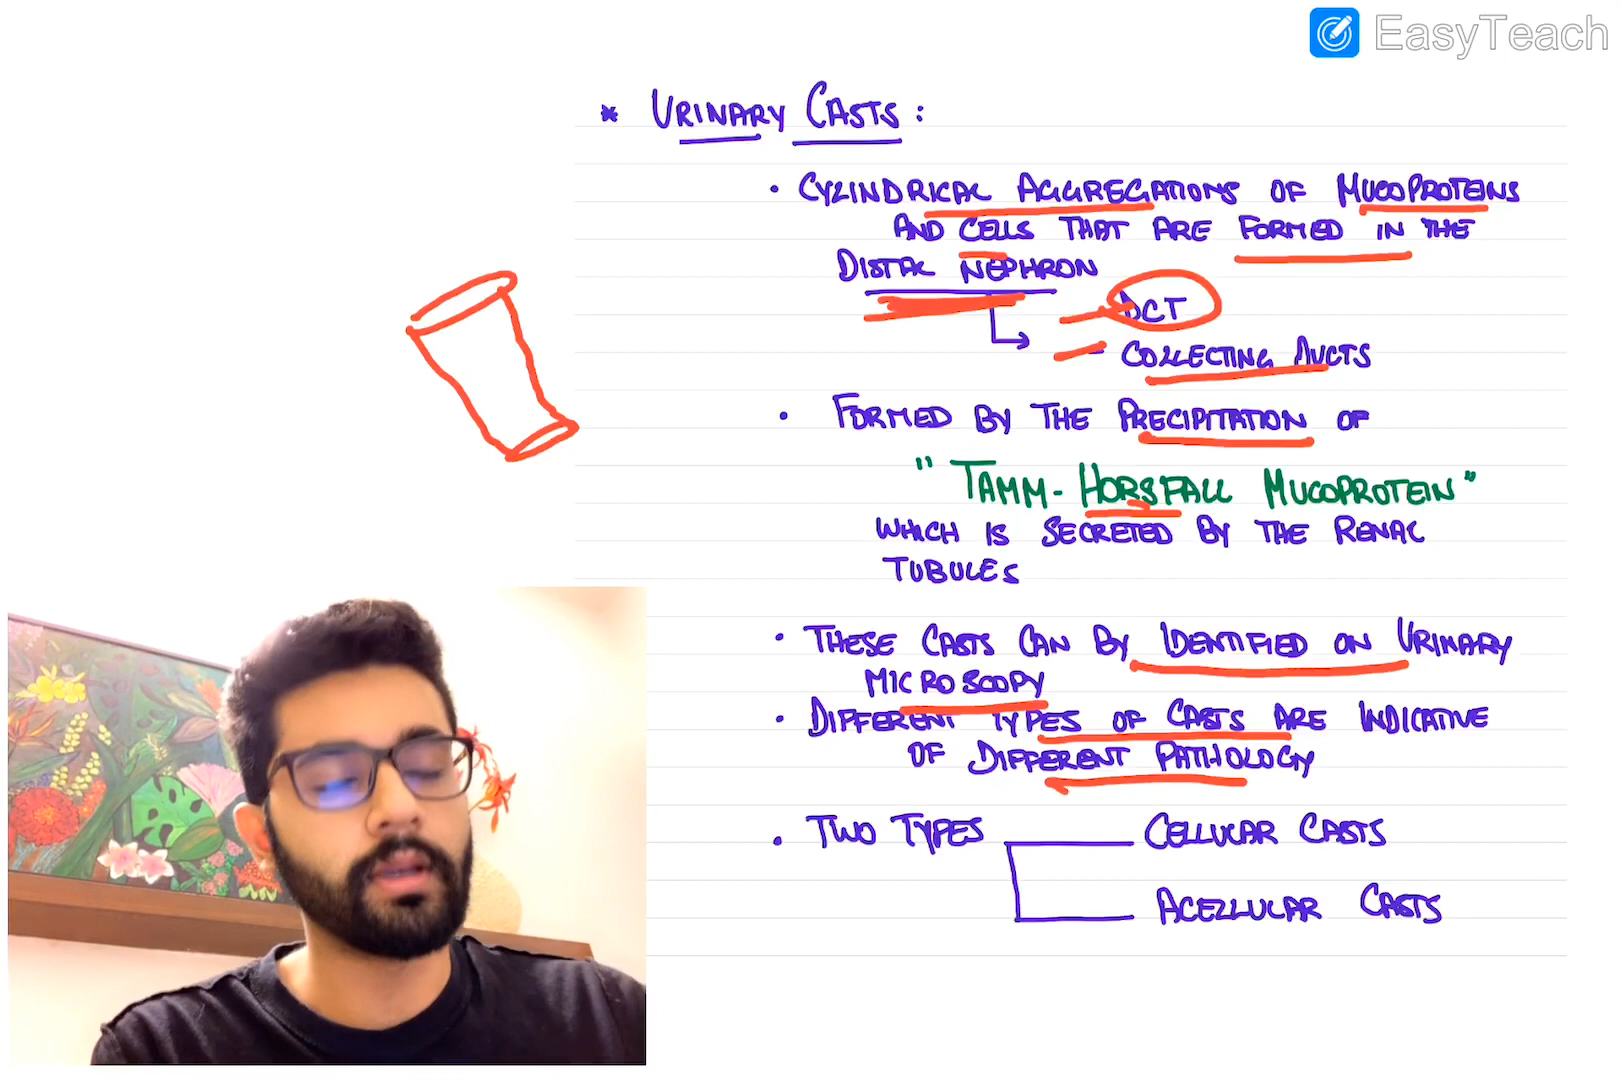 EasyTeach
* URINARY CASTS:
• CYLINDRICAL AGGREGATIONS OF MUCOPROTEINS
AND CELLS THAT ARE FORMED IN THE
DISTAL NEPHRON
DCT
COLLECTING DUCTS
• FORMED BY THE PRECIPITATION OF
"TAMM-HORSFALL MUCOPROTEIN"
WHICH IS SECRETED BY THE RENAL
TUBULES
• THESE CASTS CAN BY IDENTIFIED ON URINARY
MICROSCOPY
• DIFFERENT TYPES OF CASTS ARE INDICATIVE
OF DIFFERENT PATHOLOGY
• TWO TYPES CELLULAR CASTS
ACELLULAR CASTS